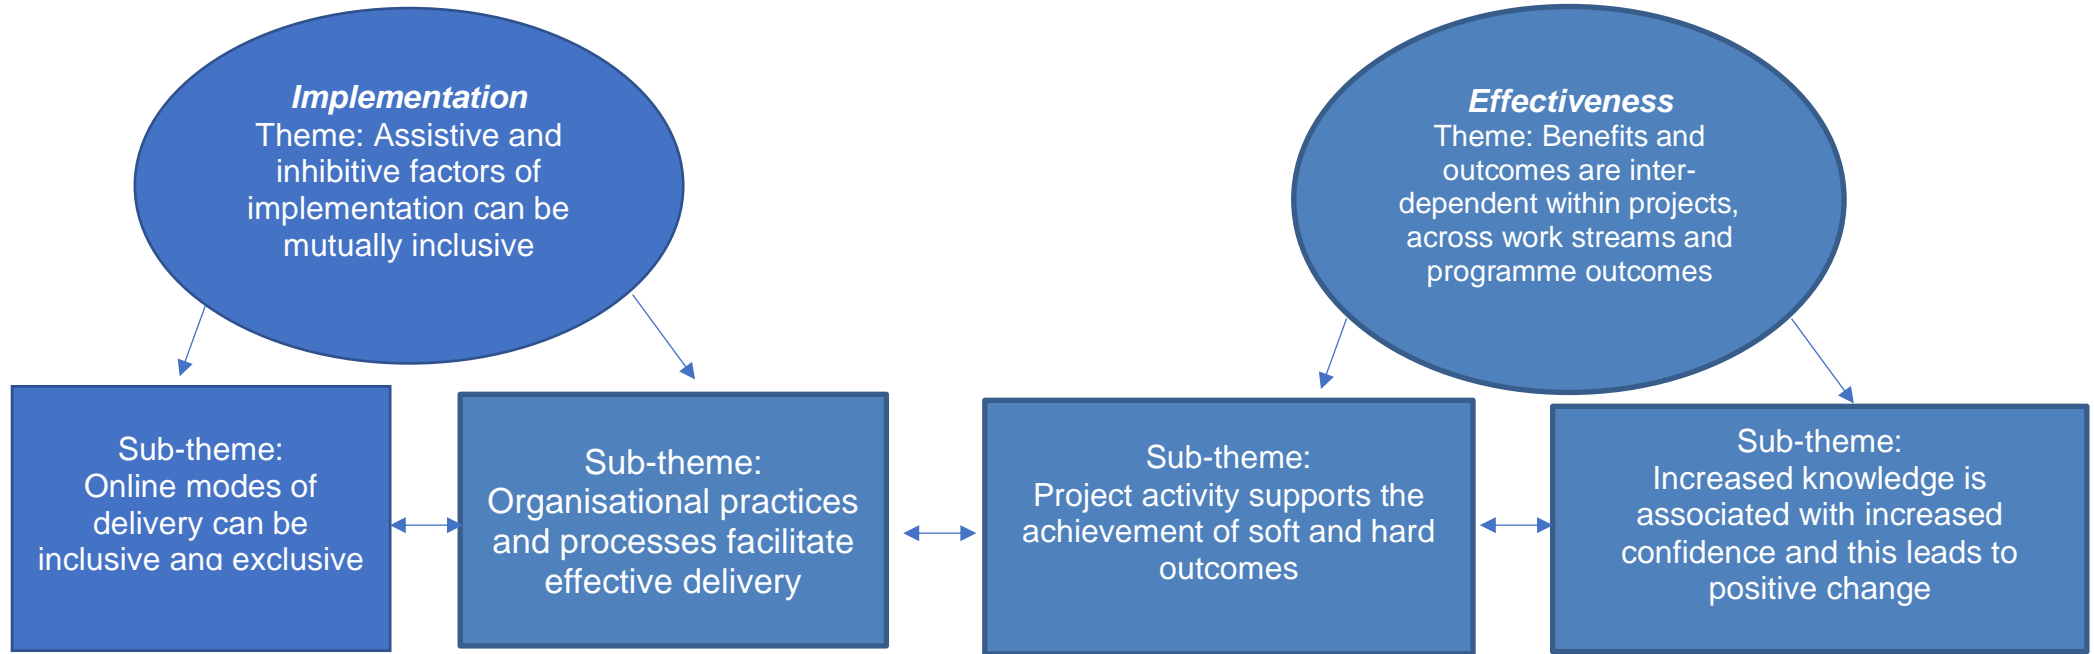 Implementation
Theme: Assistive and
inhibitive factors of
implementation can be
mutually inclusive
Effectiveness
Theme: Benefits and
outcomes are inter-
dependent within projects,
across work streams and
programme outcomes
Sub-theme:
Online modes of
delivery can be
inclusive and exclusive
Sub-theme:
Organisational practices
and processes facilitate
effective delivery
Sub-theme:
Project activity supports the
achievement of soft and hard
outcomes
Sub-theme:
Increased knowledge is
associated with increased
confidence and this leads to
positive change